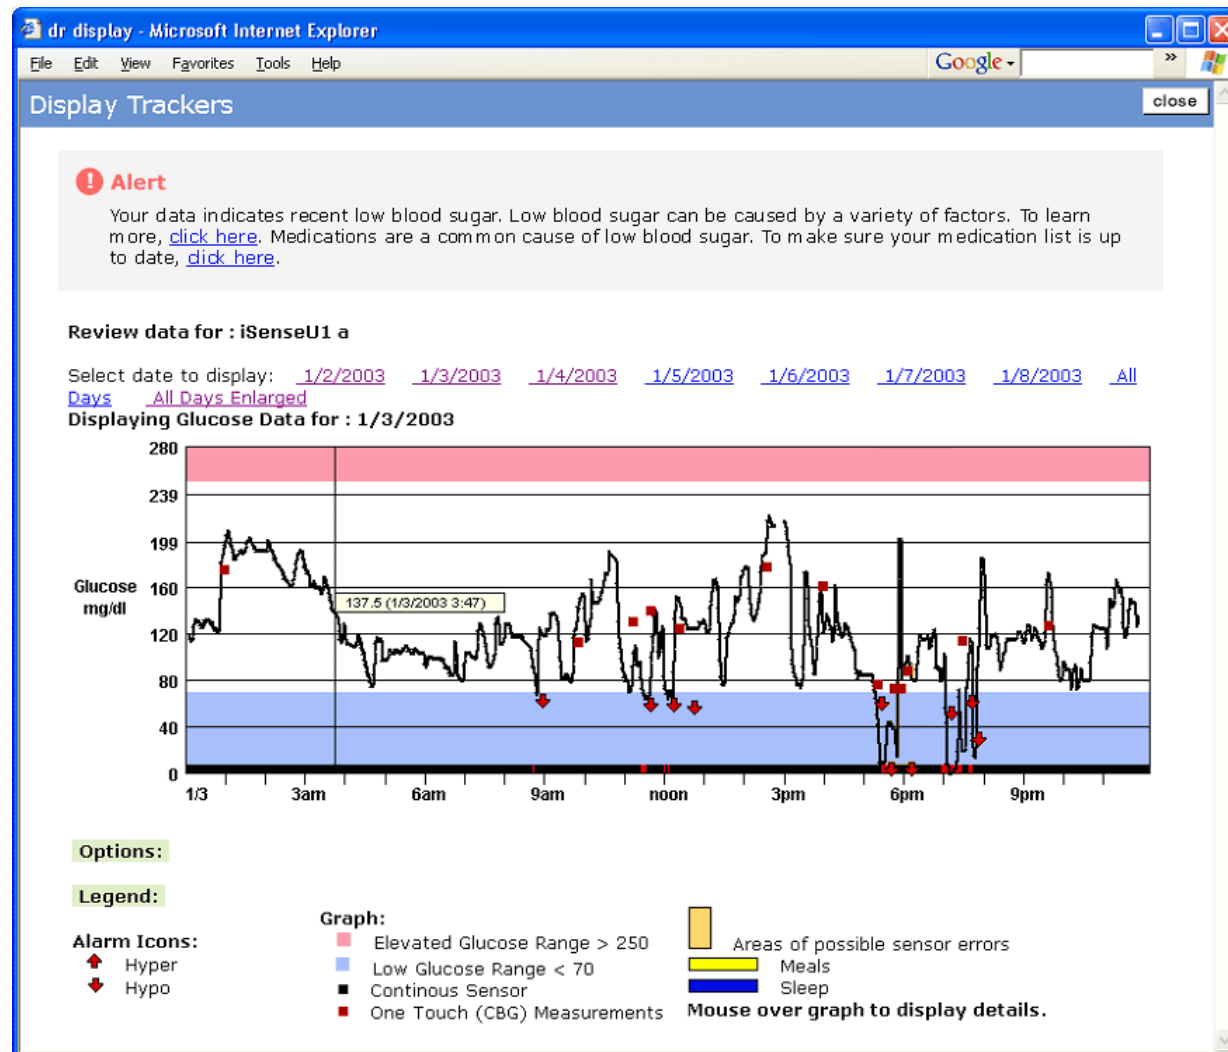 dr display - Microsoft Internet Explorer
File Edit View Favorites Tools Help
Google
»
Display Trackers
close
! Alert
Your data indicates recent low blood sugar. Low blood sugar can be caused by a variety of factors. To learn
more, click here. Medications are a common cause of low blood sugar. To make sure your medication list is up
to date, click here.
Review data for : iSenseU1 a
Select date to display: 1/2/2003 1/3/2003 1/4/2003 1/5/2003 1/6/2003 1/7/2003 1/8/2003 All
Days All Days Enlarged
Displaying Glucose Data for : 1/3/2003
280
239
199
Glucose 160
mg/dl
137.5 (1/3/2003 3:47)
120
80
40
0
1/3 3am 6am 9am noon 3pm 6pm 9pm
Options:
Legend:
Alarm Icons:
Hyper
Hypo
Graph:
Elevated Glucose Range > 250
Low Glucose Range < 70
Continous Sensor
One Touch (CBG) Measurements
Areas of possible sensor errors
Meals
Sleep
Mouse over graph to display details.